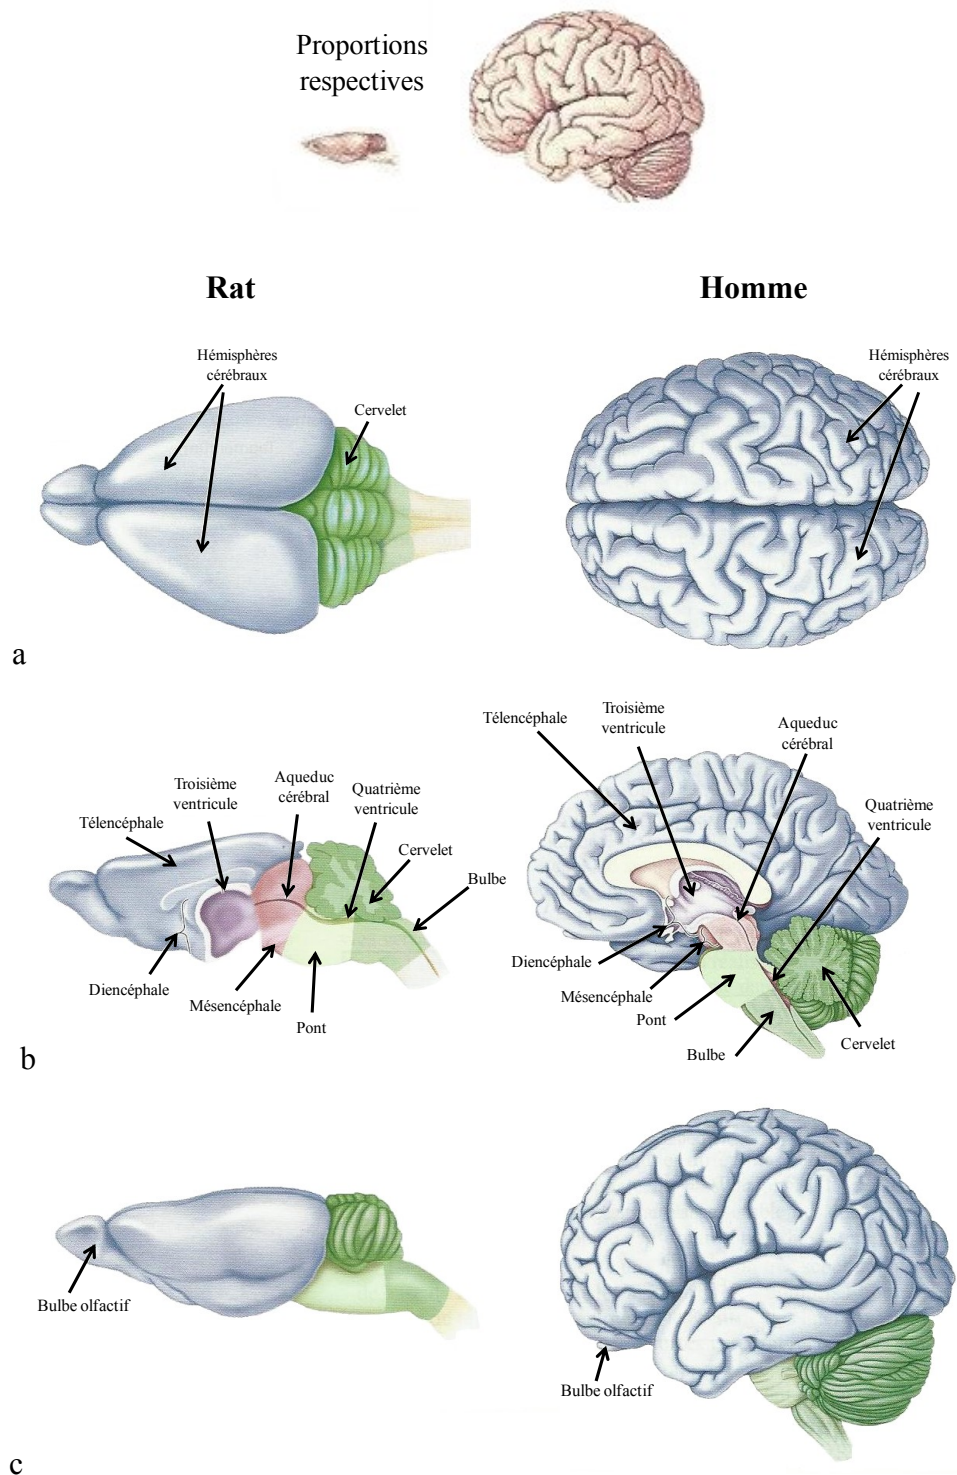 Proportions
respectives
Rat
Homme
Hémisphères
cérébraux
Cervelet
Hémisphères
cérébraux
a
Télencéphale
Troisième
ventricule
Aqueduc
cérébral
Quatrième
ventricule
Cervelet
Bulbe
Diencéphale
Mésencéphale
Pont
Télencéphale
Troisième
ventricule
Aqueduc
cérébral
Quatrième
ventricule
Diencéphale
Mésencéphale
Pont
Bulbe
Cervelet
b
Bulbe olfactif
Bulbe olfactif
c